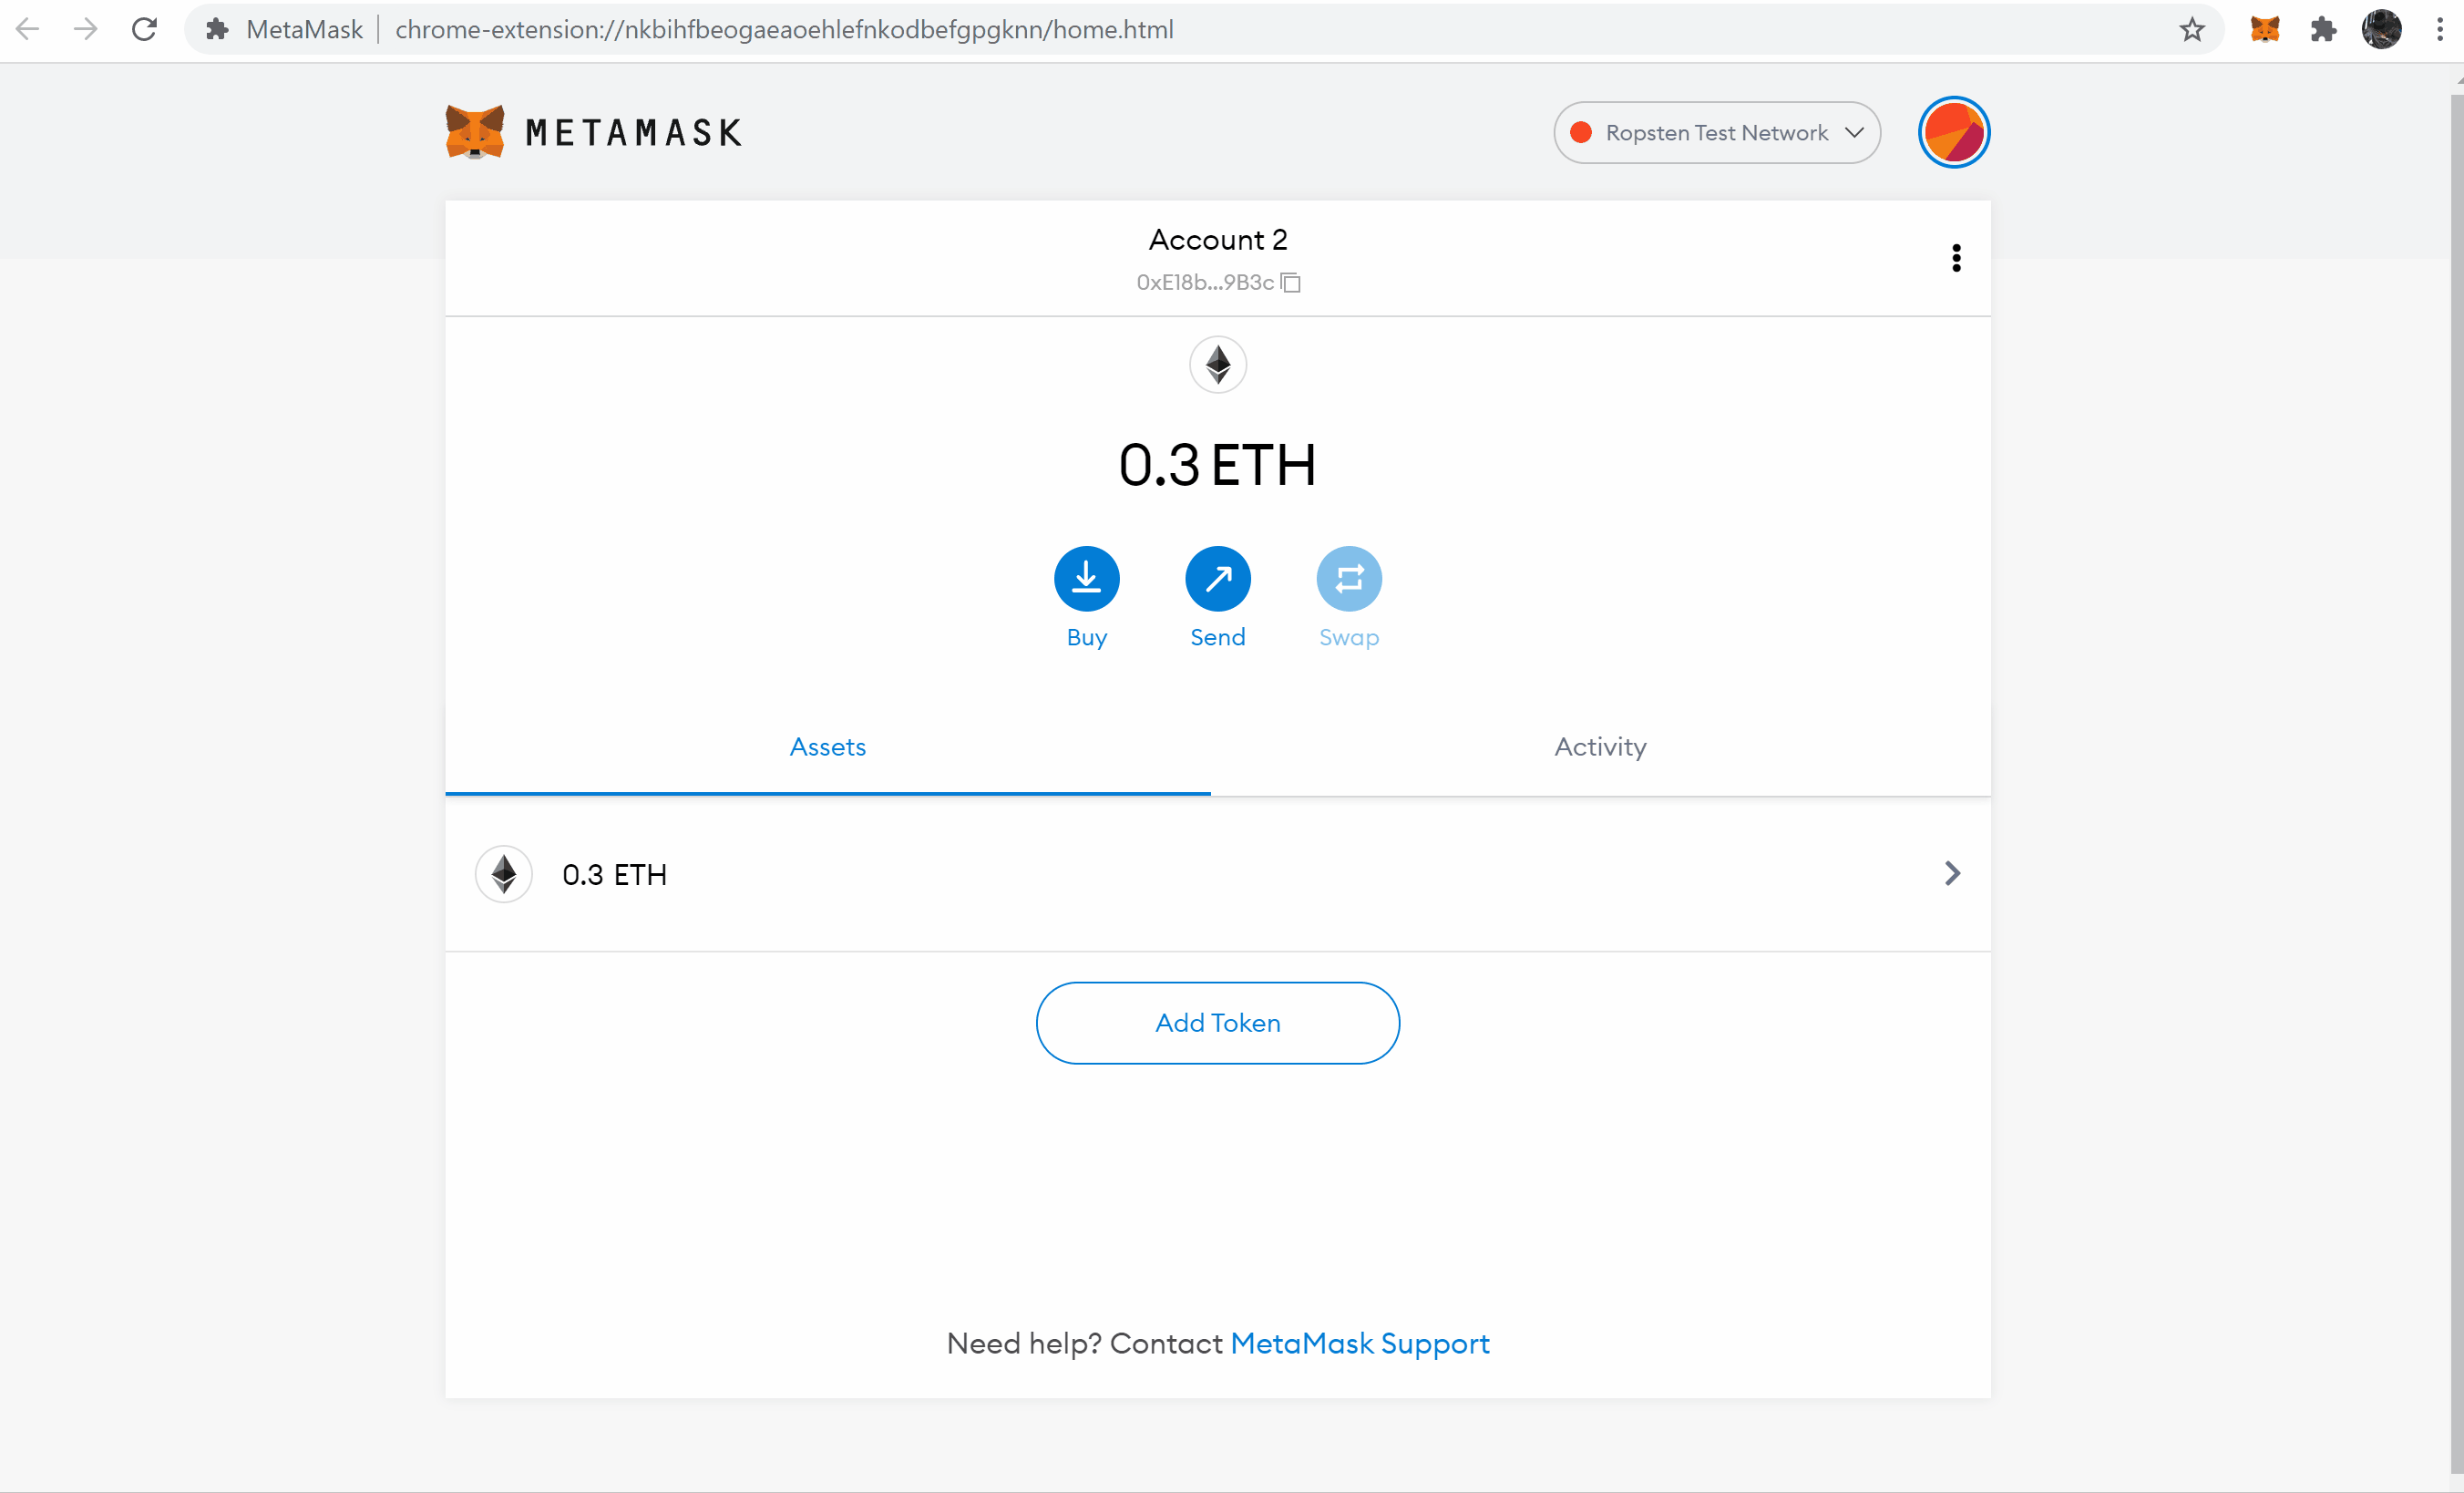 MetaMask
chrome-extension://nkbihfbeogaeaoehlefnkodbefgpgknn/home.html
METAMASK
Ropsten Test Network
Account 2
0xE18b...9B3c
0.3 ETH
Buy
Send
Swap
Assets
Activity
0.3 ETH
Add Token
Need help? Contact MetaMask Support